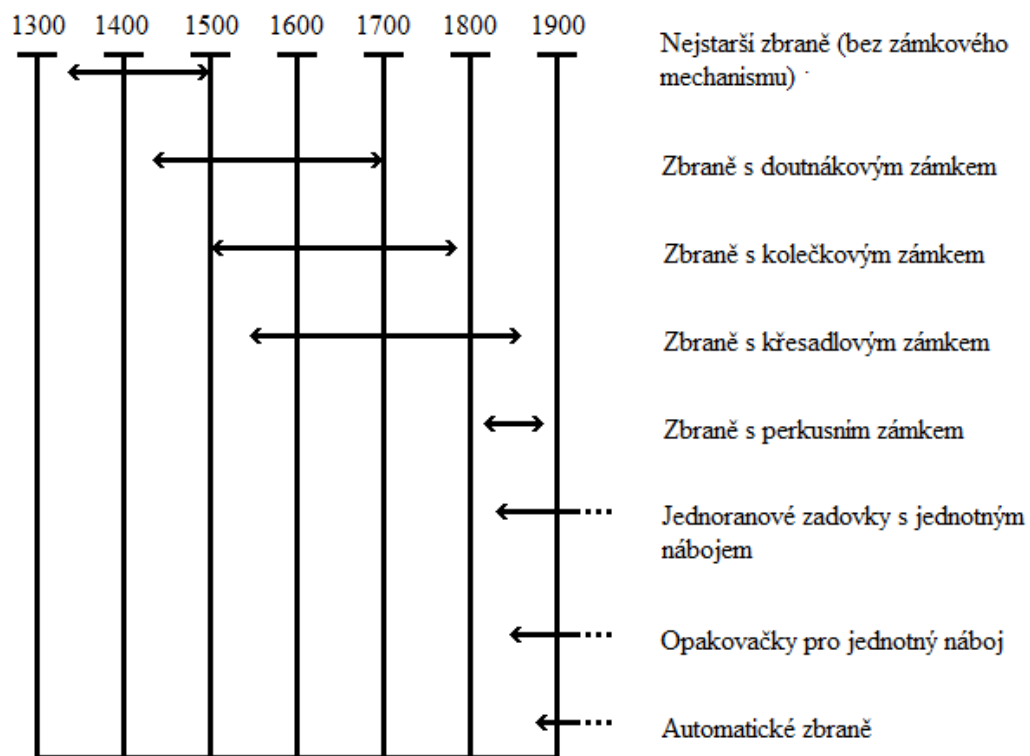 1300 1400 1500 1600 1700 1800 1900
Nejstarší zbraně (bez zámkového
mechanismu)
Zbraně s doutnákovým zámkem
Zbraně s kolečkovým zámkem
Zbraně s křesadlovým zámkem
Zbraně s perkusním zámkem
Jednoranové zadovky s jednotným
nábojem
Opakovačky pro jednotný náboj
Automatické zbraně